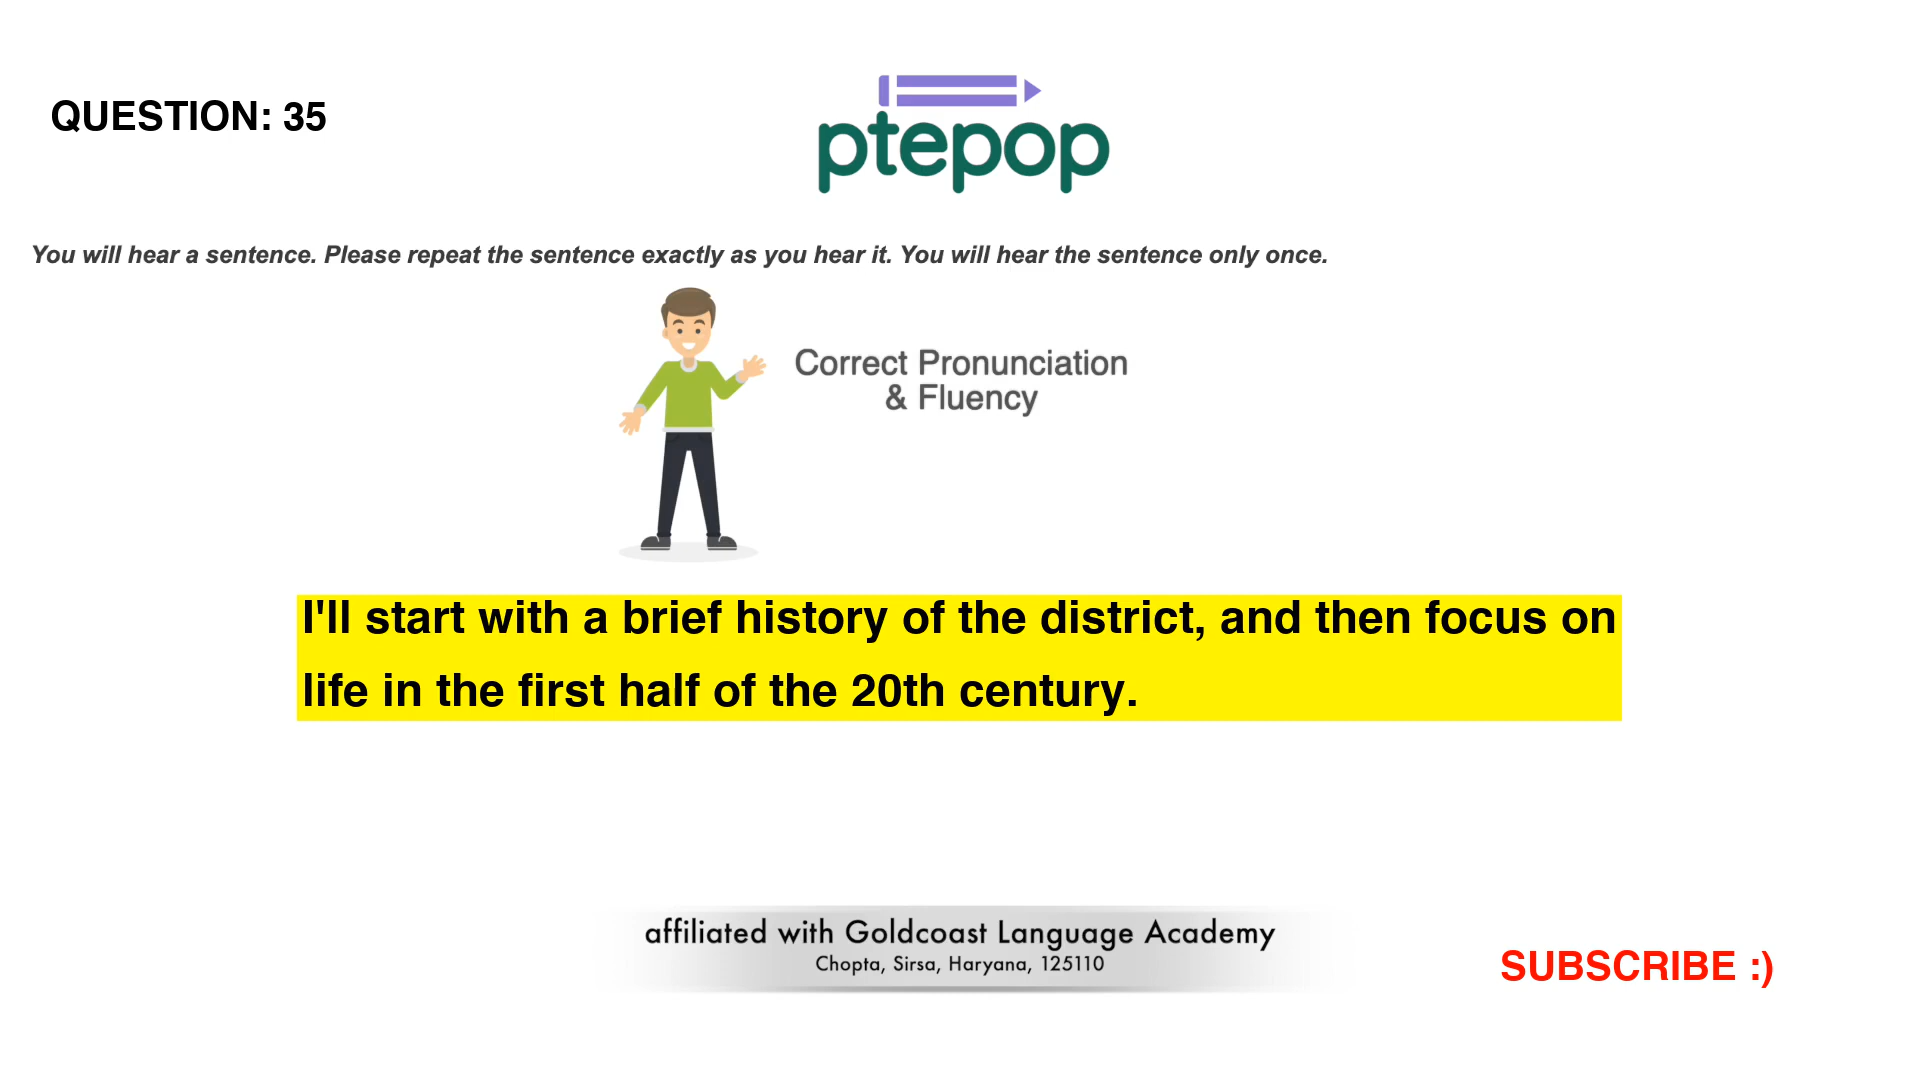 QUESTION: 35
ptepop
You will hear a sentence. Please repeat the sentence exactly as you hear it. You will hear the sentence only once.
Correct Pronunciation
& Fluency
I'll start with a brief history of the district, and then focus on
life in the first half of the 20th century.
affiliated with Goldcoast Language Academy
Chopta, Sirsa, Haryana, 125110
SUBSCRIBE :)